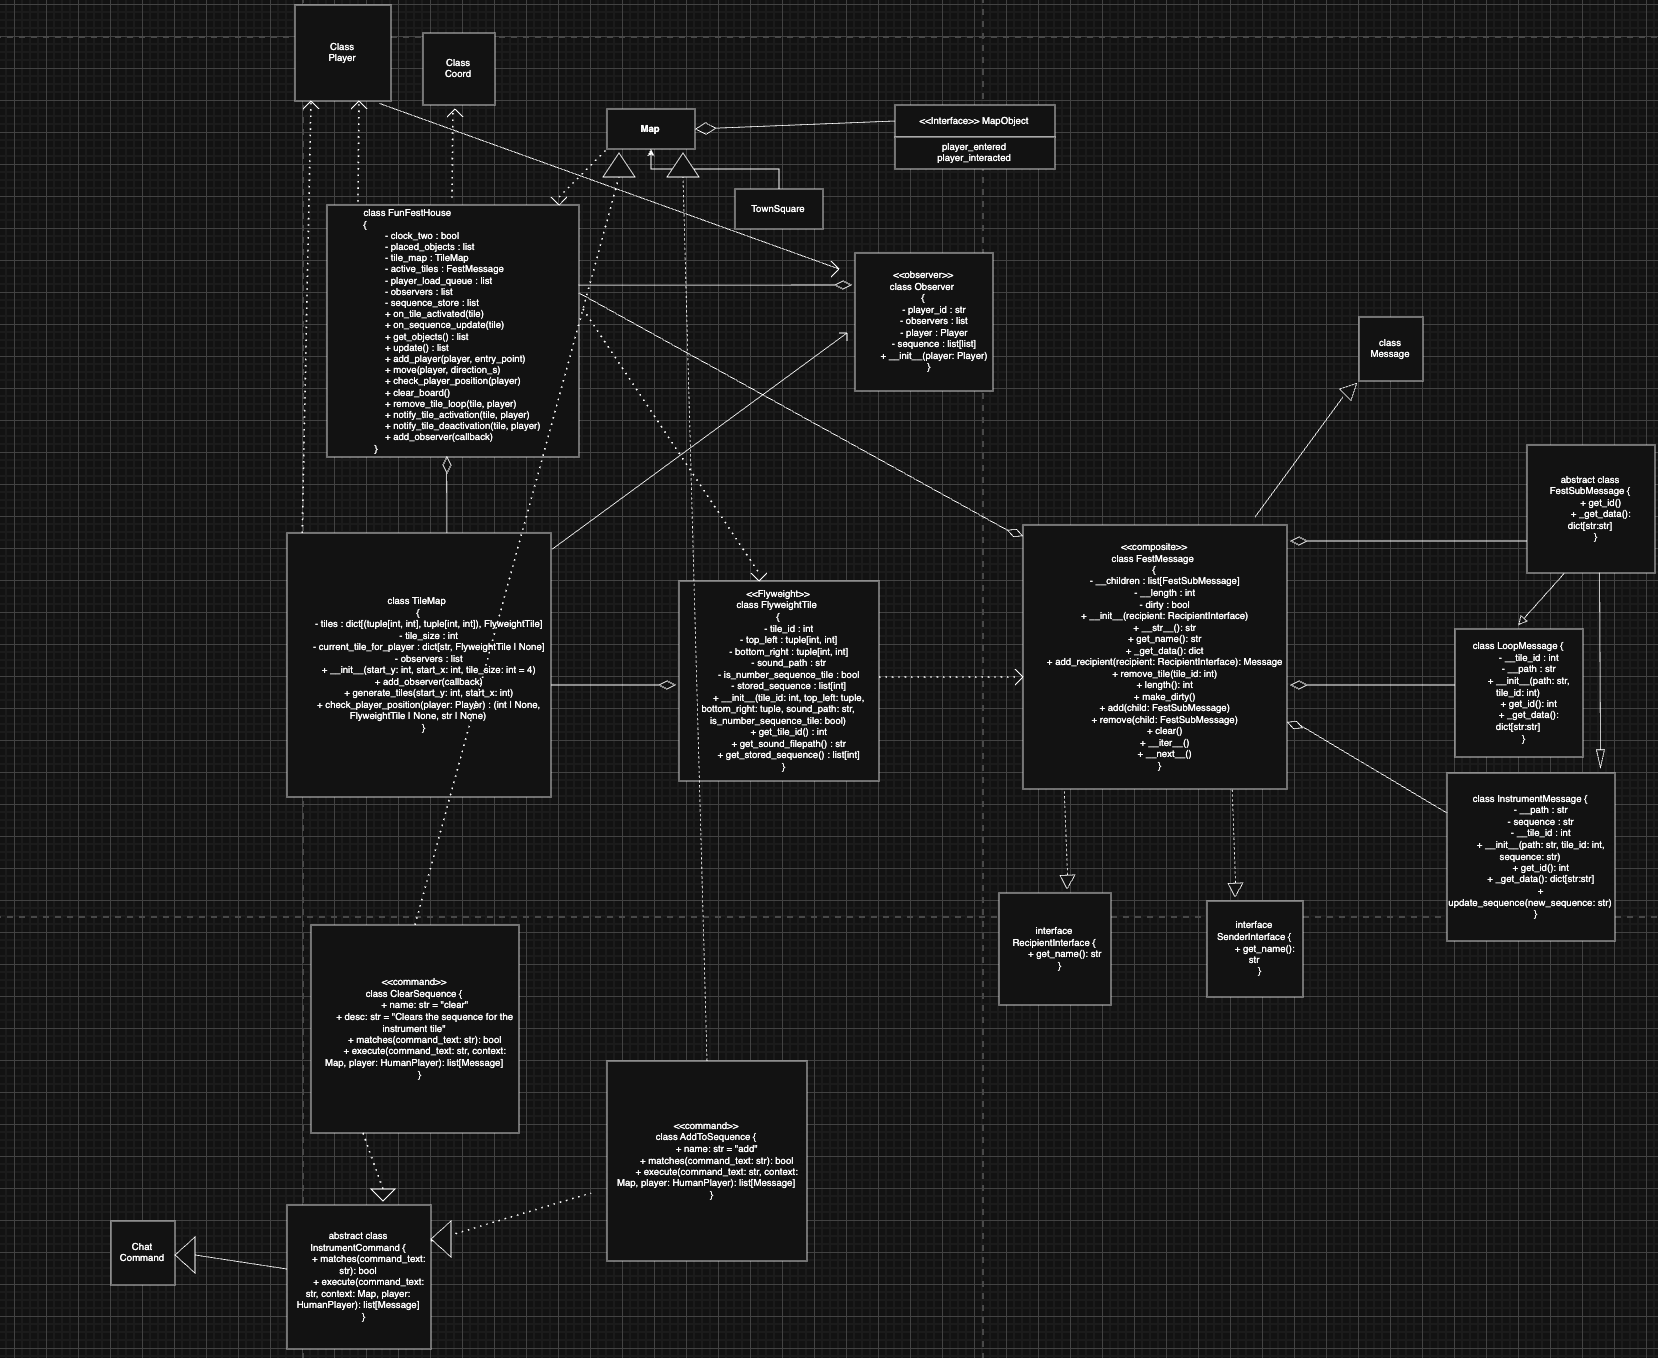 Class
Player
Class
Coord
Map
<<Interface>> MapObject
player_entered
player_interacted
TownSquare
class FunFestHouse
{
- clock_two : bool
- placed_objects : list
- tile_map : TileMap
- active_tiles : FestMessage
- player_load_queue : list
- observers : list
- sequence_store : list
+ on_tile_activated(tile)
+ on_sequence_update(tile)
+ get_objects() : list
+ update() : list
+ add_player(player, entry_point)
+ move(player, direction_s)
+ check_player_position(player)
+ clear_board()
+ remove_tile_loop(tile, player)
+ notify_tile_activation(tile, player)
+ notify_tile_deactivation(tile, player)
+ add_observer(callback)
}
<<observer>>
class Observer
{
- player_id : str
- observers : list
- player : Player
- sequence : list[list]
+ __init__(player: Player)
}
class
Message
abstract class
FestSubMessage {
+ get_id()
+ _get_data():
dict[str:str]
}
class TileMap
{
- tiles : dict[(tuple[int, int], tuple[int, int]), FlyweightTile]
- tile_size : int
- current_tile_for_player : dict[str, FlyweightTile | None]
- observers : list
+ __init__(start_y: int, start_x: int, tile_size: int = 4)
+ add_observer(callback)
+ generate_tiles(start_y: int, start_x: int)
+ check_player_position(player: Player) : (int | None,
FlyweightTile | None, str | None)
}
<<Flyweight>>
class FlyweightTile
{
- tile_id : int
- top_left : tuple[int, int]
- bottom_right : tuple[int, int]
- sound_path : str
- is_number_sequence_tile : bool
- stored_sequence : list[int]
+ __init__(tile_id: int, top_left: tuple,
bottom_right: tuple, sound_path: str,
is_number_sequence_tile: bool)
+ get_tile_id() : int
+ get_sound_filepath() : str
+ get_stored_sequence() : list[int]
}
<<composite>>
class FestMessage
{
- __children : list[FestSubMessage]
- __length : int
- dirty : bool
+ __init__(recipient: RecipientInterface)
+ __str__(): str
+ get_name(): str
+ _get_data(): dict
+ add_recipient(recipient: RecipientInterface): Message
+ remove_tile(tile_id: int)
+ length(): int
+ make_dirty()
+ add(child: FestSubMessage)
+ remove(child: FestSubMessage)
+ clear()
+ __iter__()
+ __next__()
}
class LoopMessage {
- __tile_id : int
- __path : str
+ __init__(path: str,
tile_id: int)
+ get_id(): int
+ _get_data():
dict[str:str]
}
class InstrumentMessage {
- __path : str
- sequence : str
- __tile_id : int
+ __init__(path: str, tile_id: int,
sequence: str)
+ get_id(): int
+ _get_data(): dict[str:str]
+
update_sequence(new_sequence: str)
}
interface
RecipientInterface {
+ get_name(): str
}
interface
SenderInterface {
+ get_name():
str
}
<<command>>
class ClearSequence {
+ name: str = "clear"
+ desc: str = "Clears the sequence for the
instrument tile"
+ matches(command_text: str): bool
+ execute(command_text: str, context:
Map, player: HumanPlayer): list[Message]
}
<<command>>
class AddToSequence {
+ name: str = "add"
+ matches(command_text: str): bool
+ execute(command_text: str, context:
Map, player: HumanPlayer): list[Message]
}
Chat
Command
abstract class
InstrumentCommand {
+ matches(command_text:
str): bool
+ execute(command_text:
str, context: Map, player:
HumanPlayer): list[Message]
}